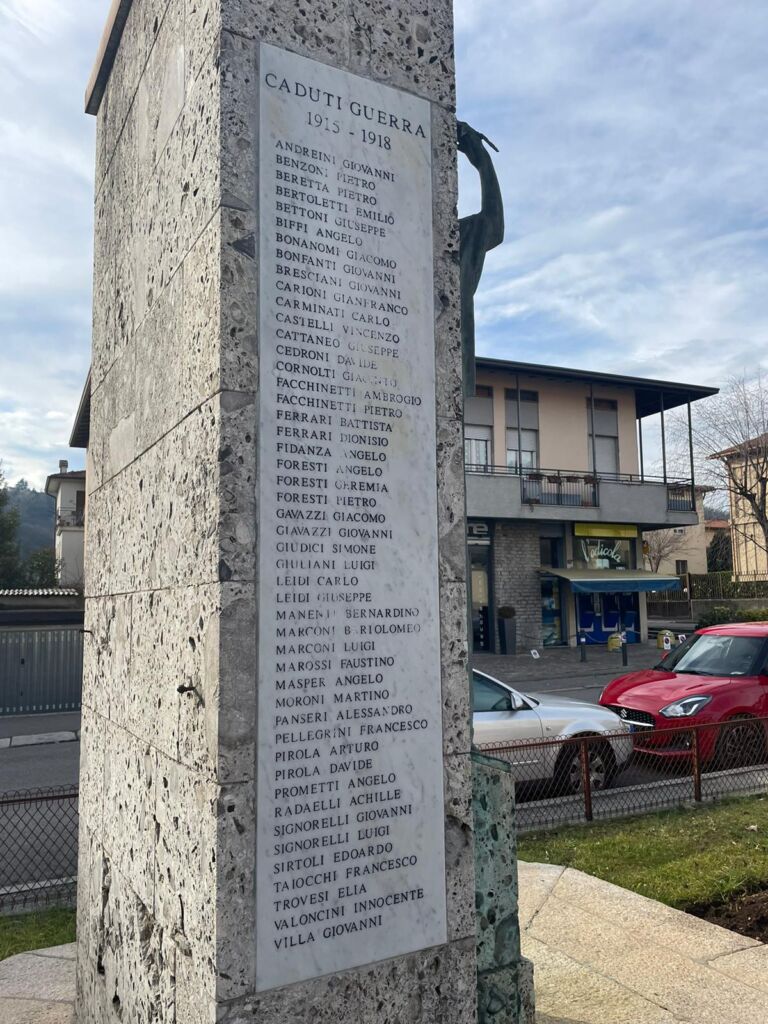 CADUTI GUERRA
1915 - 1918
ANDREINI GIOVANNI
BENZONI PIETRO
BERETTA PIETRO
BERTOLETTI EMILIO
BETTONI GIUSEPPE
BIFFI ANGELO
BONANOMI GIACOMO
BONFANTI GIOVANNI
BRESCIANI GIOVANNI
CARIONI GIANFRANCO
CARMINATI CARLO
CASTELLI VINCENZO
CATTANEO GIUSEPPE
CEDRONI DAVIDE
CORNOLTI GIACINTO
FACCHINETTI AMBROGIO
FACCHINETTI PIETRO
FERRARI BATTISTA
FERRARI DIONISIO
FIDANZA ANGELO
FORESTI ANGELO
FORESTI GEREMIA
FORESTI PIETRO
GAVAZZI GIACOMO
GIAVAZZI GIOVANNI
GIUDICI SIMONE
GIULIANI LUIGI
LEIDI CARLO
LEIDI GIUSEPPE
MANENTI BERNARDINO
MARCONI BARTOLOMEO
MARCONI LUIGI
MAROSSI FAUSTINO
MASPER ANGELO
MORONI MARTINO
PANSERI ALESSANDRO
PELLEGRINI FRANCESCO
PIROLA ARTURO
PIROLA DAVIDE
PROMETTI ANGELO
RADAELLI ACHILLE
SIGNORELLI GIOVANNI
SIGNORELLI LUIGI
SIRTOLI EDOARDO
TAIOCCHI FRANCESCO
TROVESI ELIA
VALONCINI INNOCENTE
VILLA GIOVANNI
L'edicola